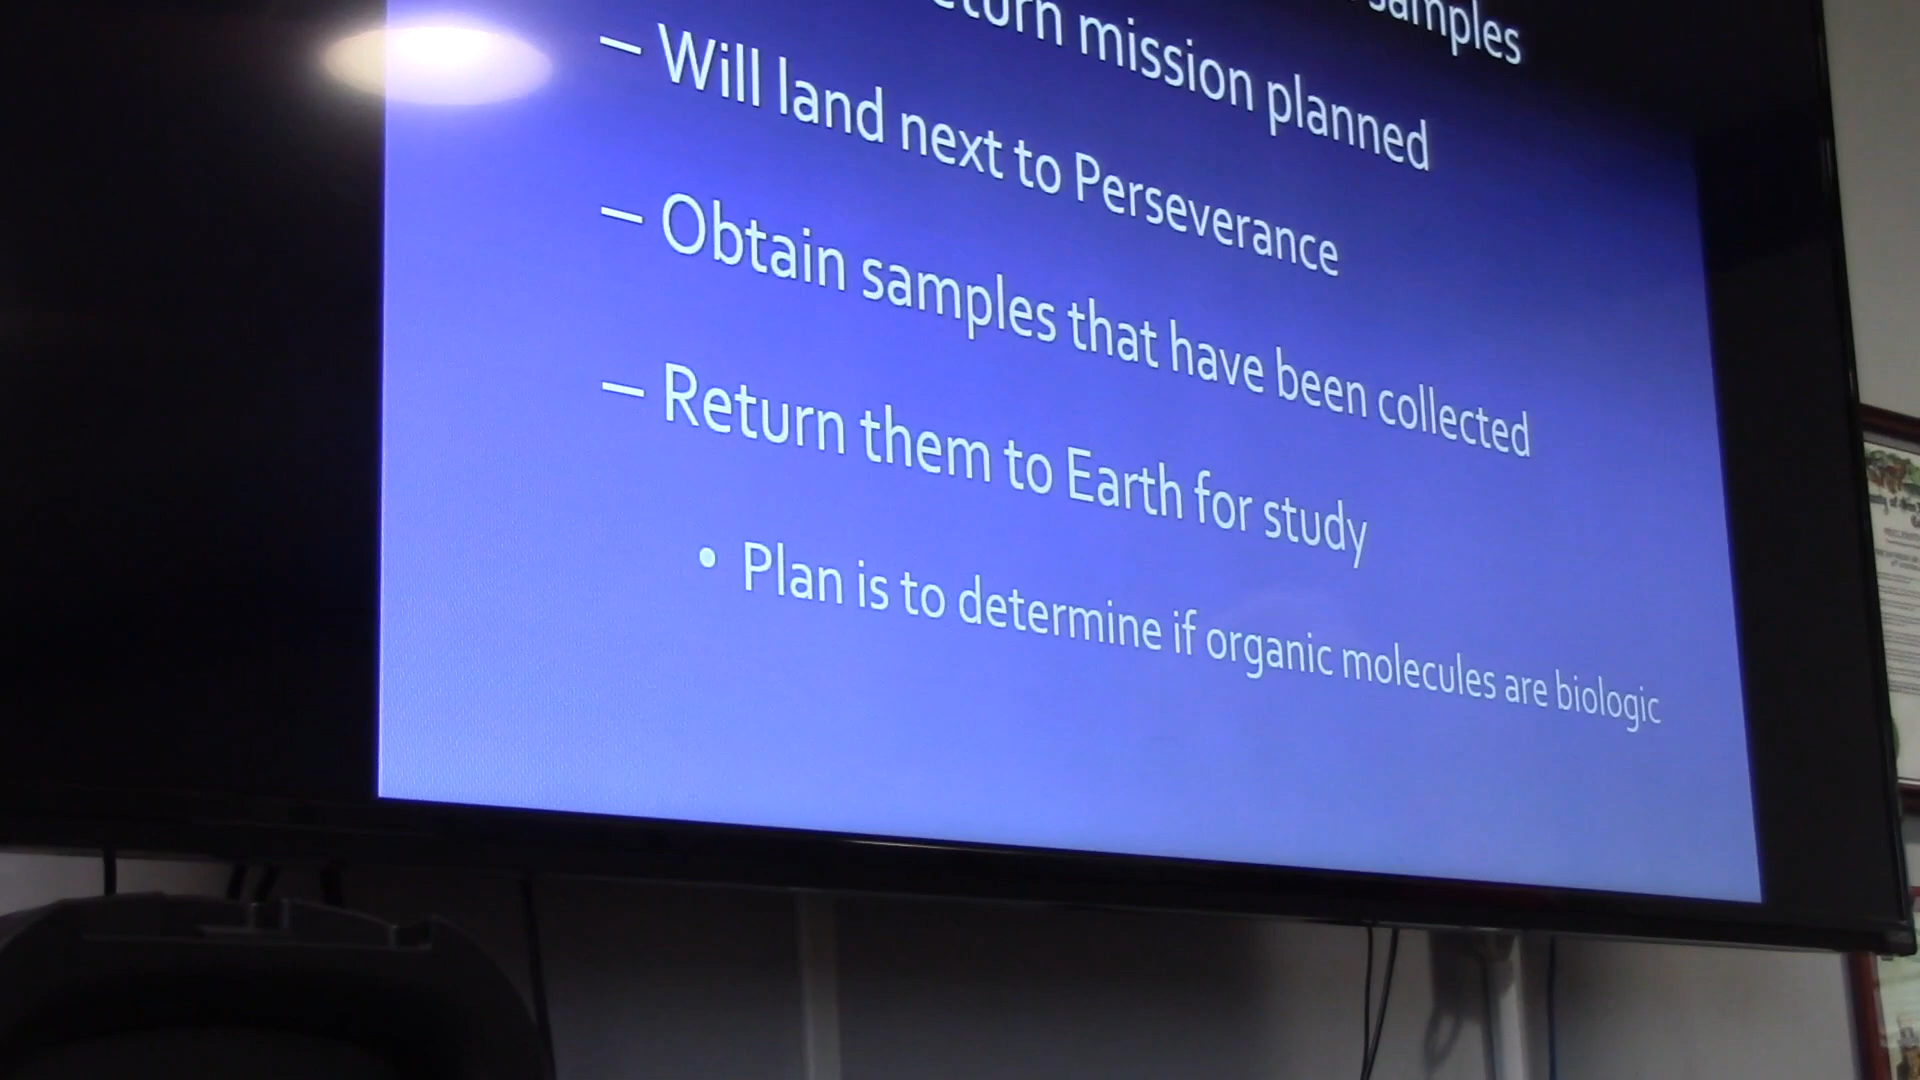 samples
mission planned
– Will land next to Perseverance
– Obtain samples that have been collected
– Return them to Earth for study
• Plan is to determine if organic molecules are biologic